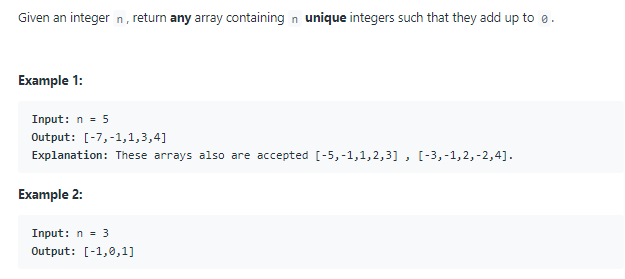 Given an integer n, return any array containing n unique integers such that they add up to 0.
Example 1:
Input: n = 5
Output: [-7,-1,1,3,4]
Explanation: These arrays also are accepted [-5,-1,1,2,3] , [-3,-1,2,-2,4].
Example 2:
Input: n = 3
Output: [-1,0,1]